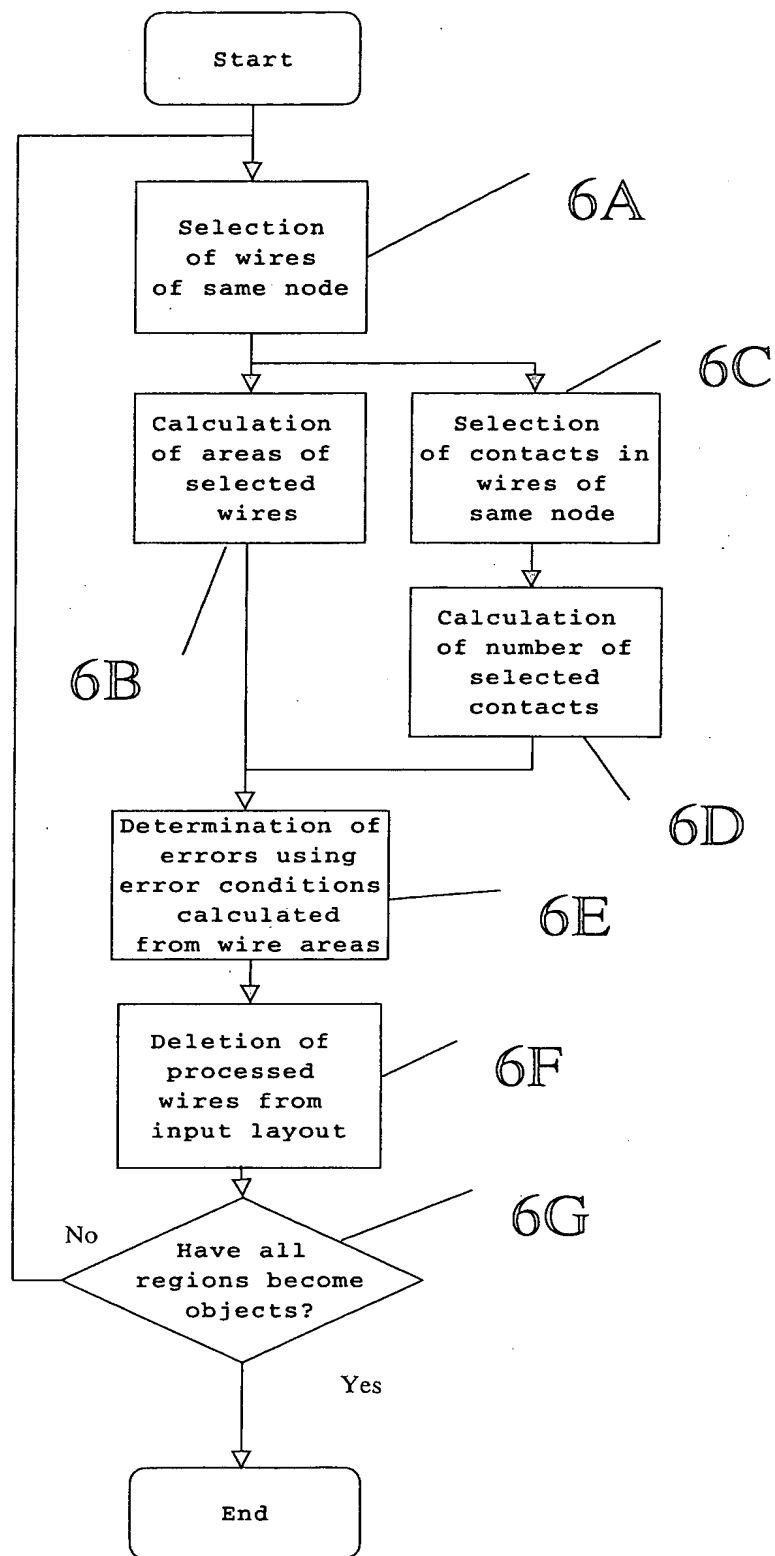 Start
6A
Selection
of wires
of same node
6C
Calculation
of areas of
selected
wires
Selection
of contacts in
wires of
same node
6B
Calculation
of number of
selected
contacts
6D
Determination of
errors using
error conditions
calculated
from wire areas
6E
Deletion of
processed
wires from
input layout
6F
6G
No
Have all
regions become
objects?
Yes
End